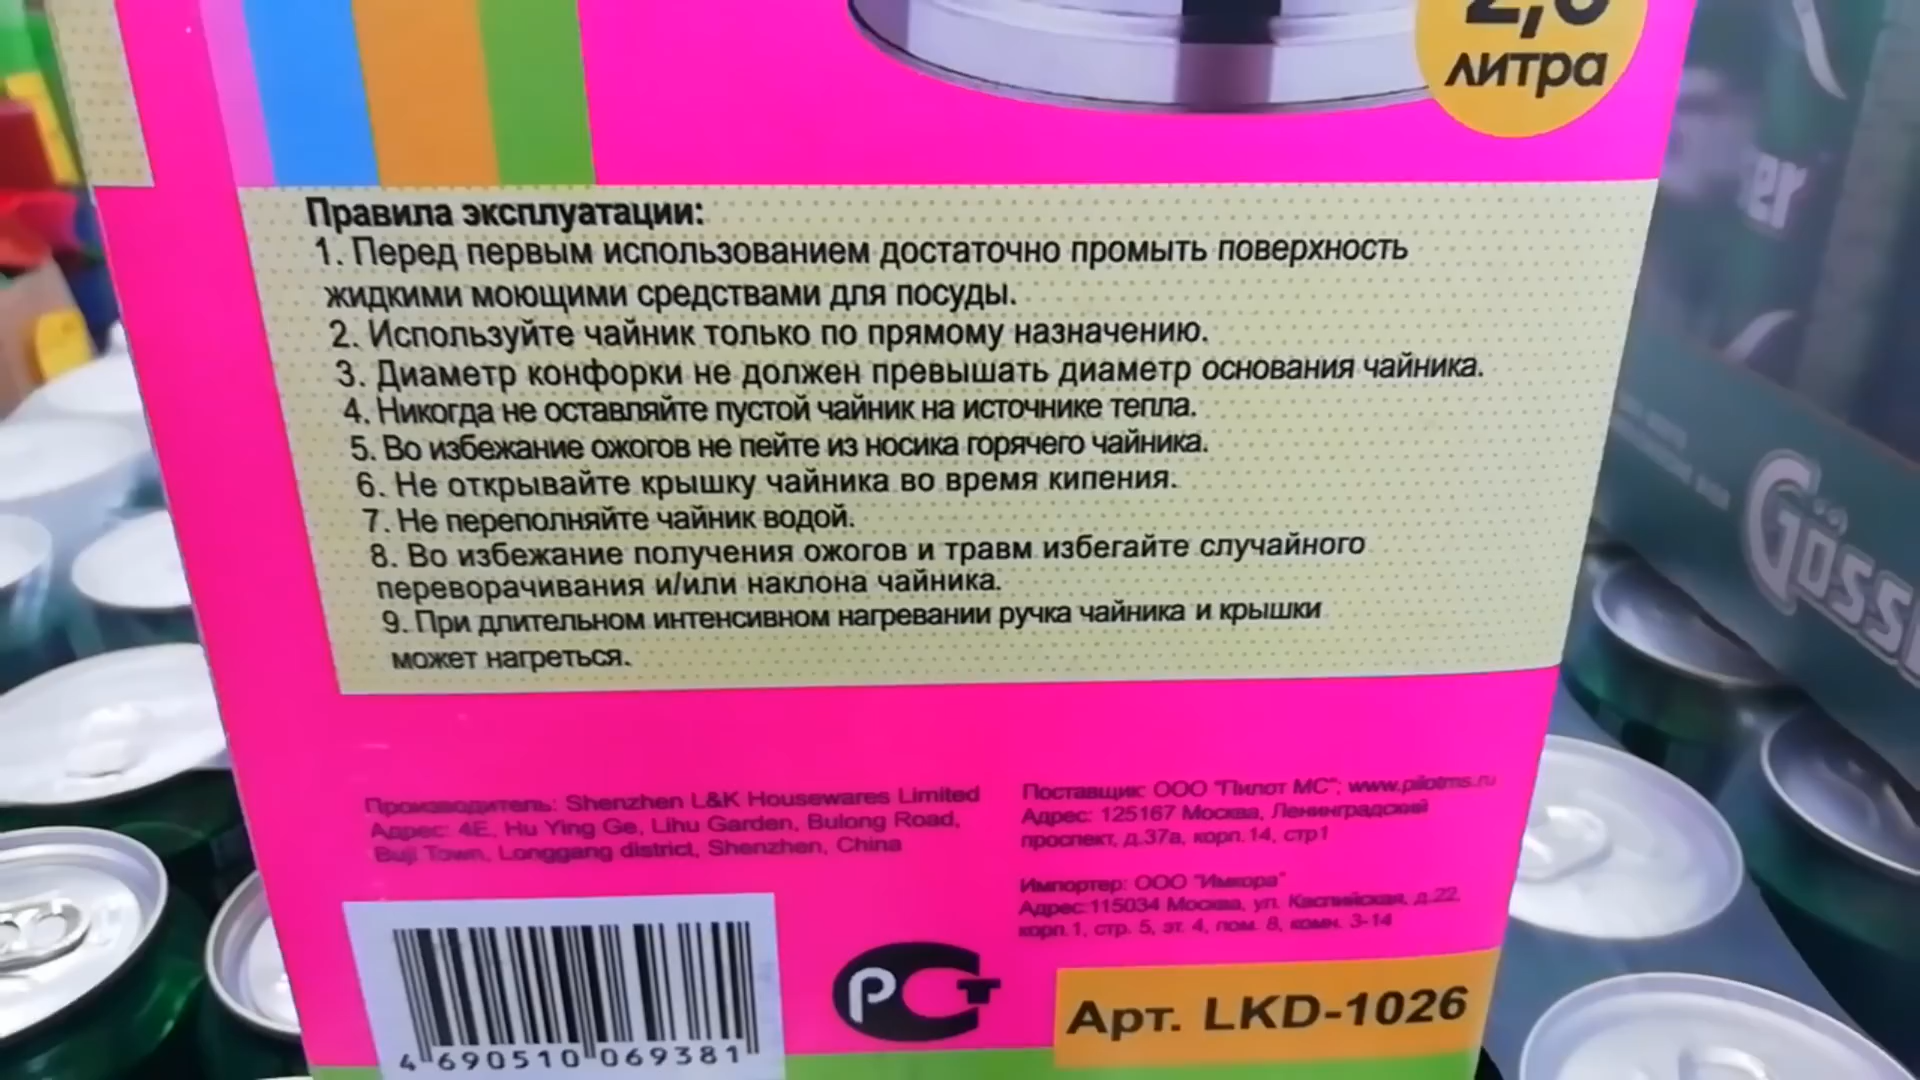 литра
Правила эксплуатации:
1. Перед первым использованием достаточно промыть поверхность
жидкими моющими средствами для посуды.
2. Используйте чайник только по прямому назначению.
3. Диаметр конфорки не должен превышать диаметр основания чайника.
4. Никогда не оставляйте пустой чайник на источнике тепла.
5. Во избежание ожогов не пейте из носика горячего чайника.
6. Не открывайте крышку чайника во время кипения.
7. Не переполняйте чайник водой.
8. Во избежание получения ожогов и травм избегайте случайного
переворачивания и/или наклона чайника.
9. При длительном интенсивном нагревании ручка чайника и крышки
может нагреться.
Производитель: Shenzhen L&K Housewares Limited
Адрес: 4E, Hu Ying Ge, Lihu Garden, Bulong Road,
Buji Town, Longgang district, Shenzhen, China
Поставщик: ООО "Пилот МС"; www.pilotms.ru
Адрес: 125167 Москва, Ленинградский
проспект, д.37а, корп.14, стр1
Импортер: ООО "Имкора"
Адрес:115034 Москва, ул. Каспийская, д.22,
корп.1, стр. 5, эт. 4, пом. 8, комн. 3-14
4 690510 069381
РСТ
Арт. LKD-1026
Göss